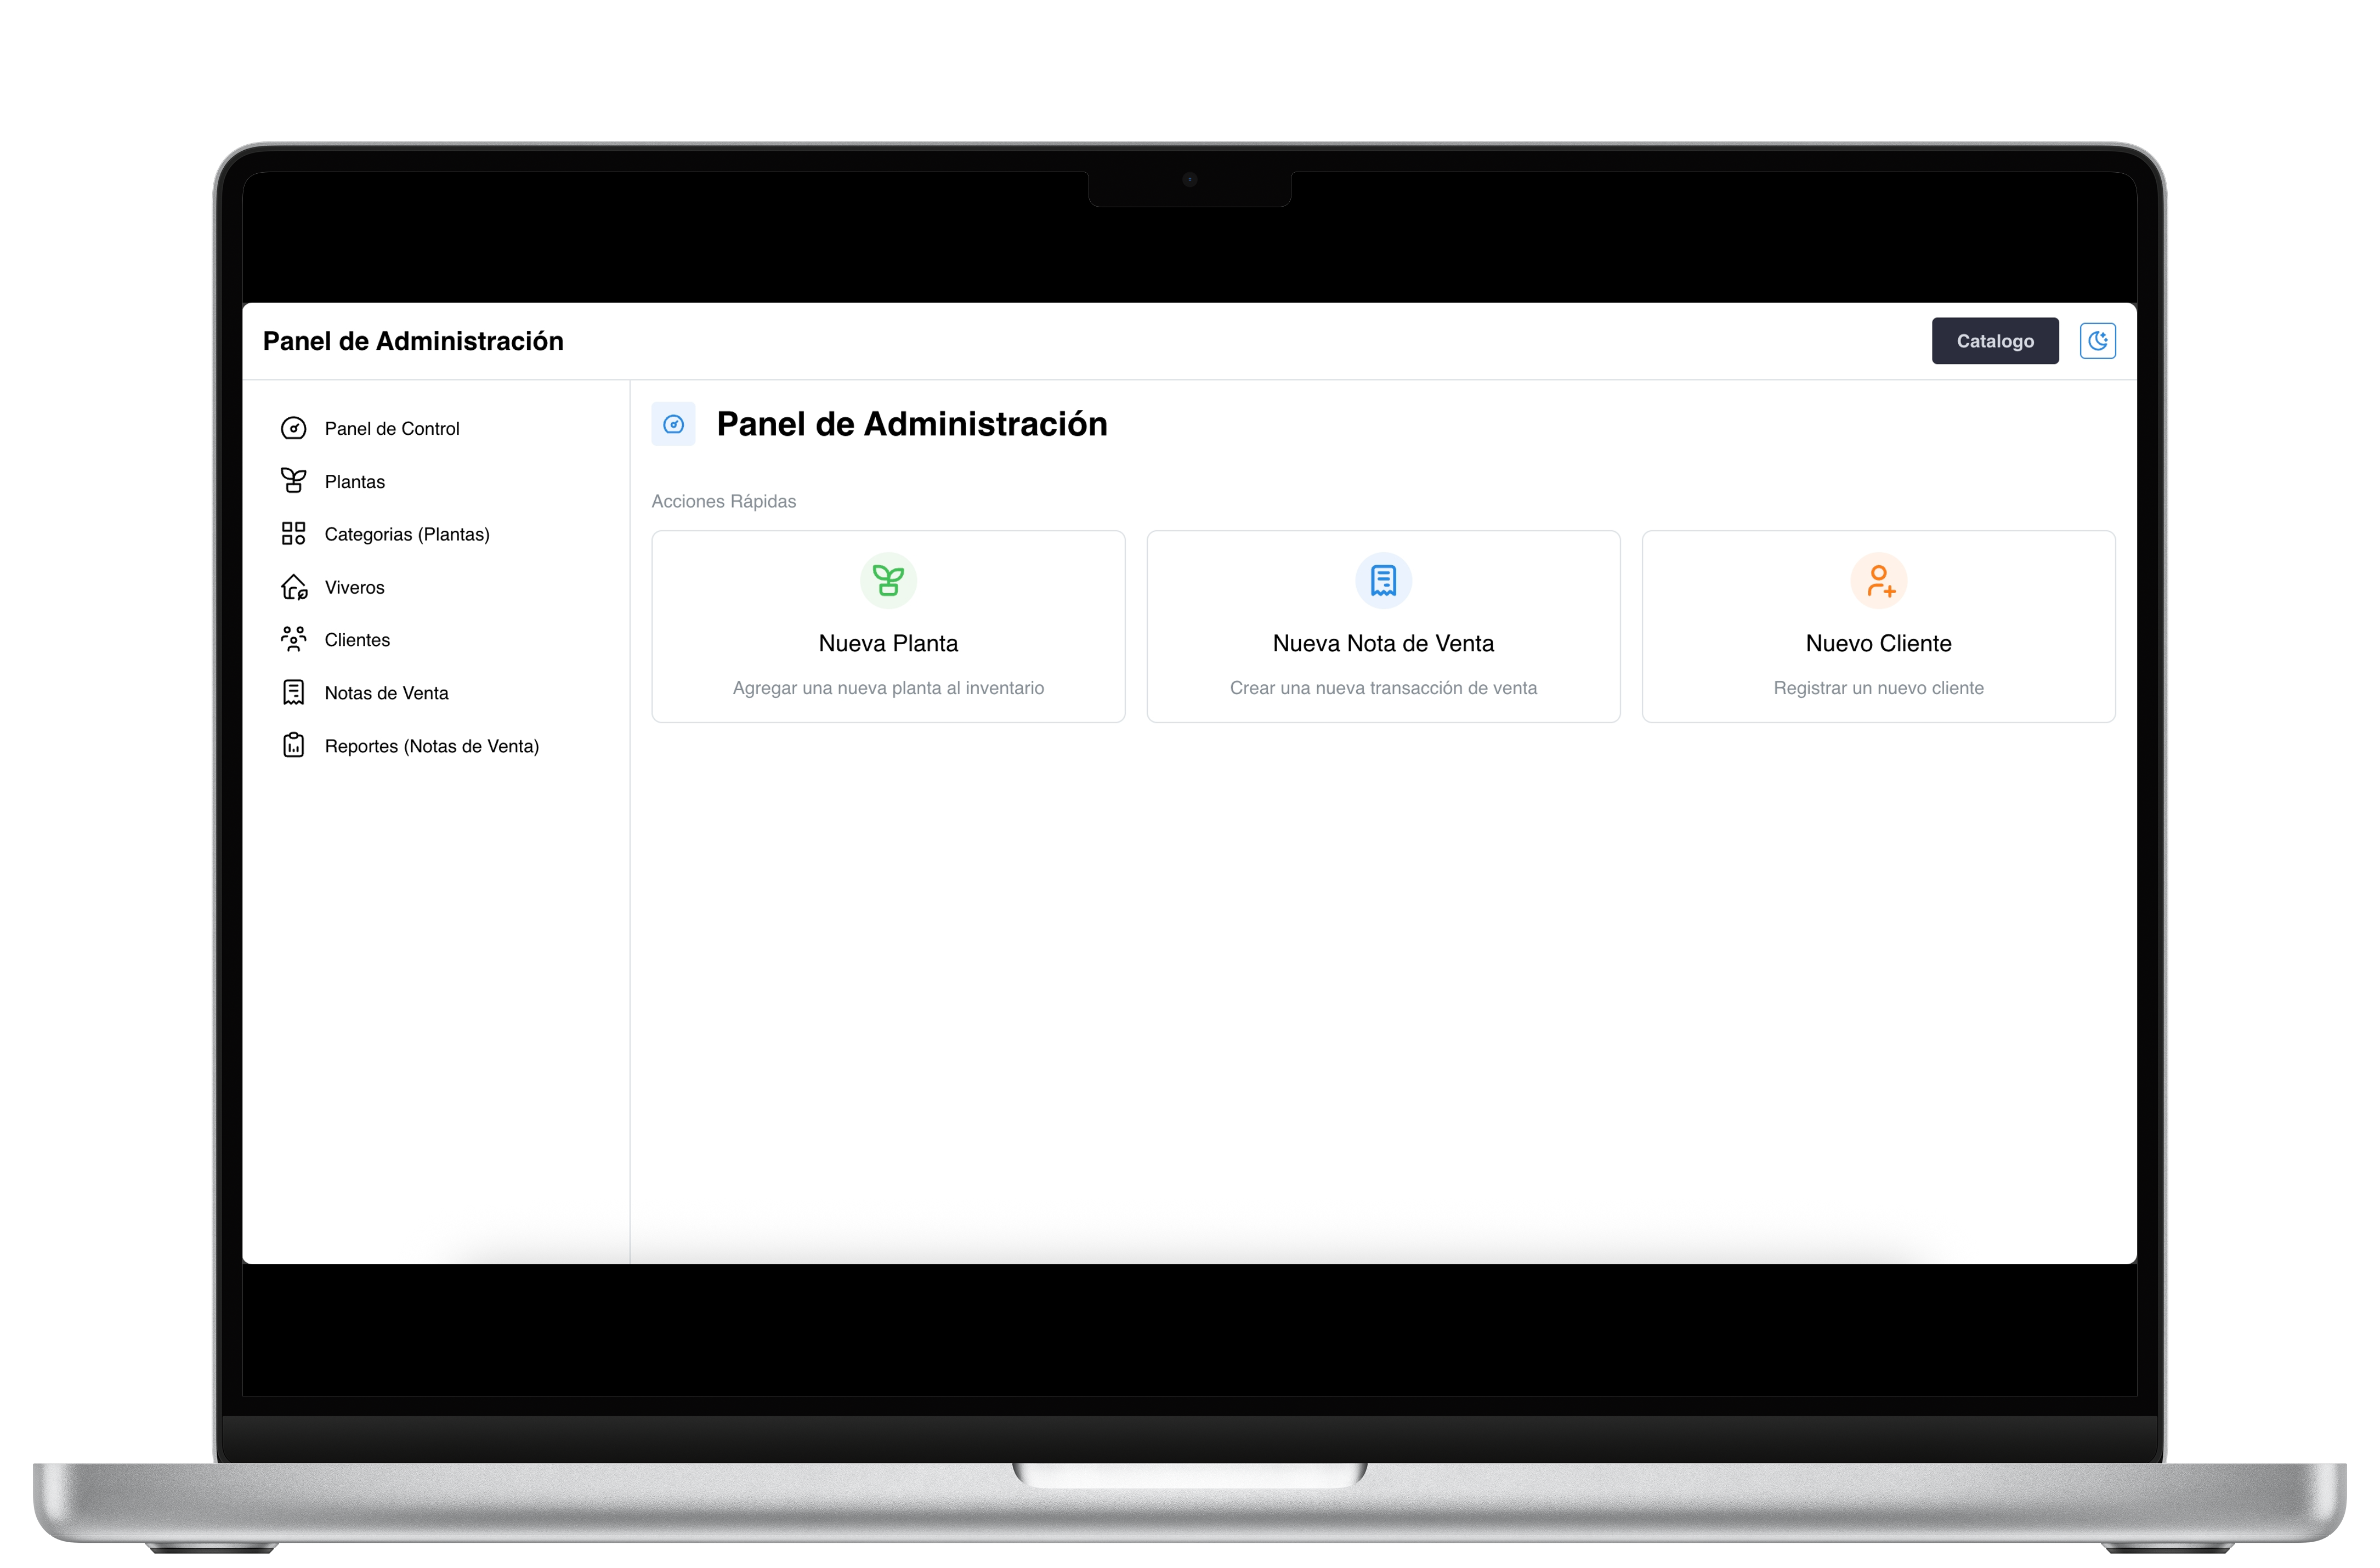 Panel de Administración
Catalogo
Panel de Control
Plantas
Categorias (Plantas)
Viveros
Clientes
Notas de Venta
Reportes (Notas de Venta)
Panel de Administración
Acciones Rápidas
Nueva Planta
Agregar una nueva planta al inventario
Nueva Nota de Venta
Crear una nueva transacción de venta
Nuevo Cliente
Registrar un nuevo cliente